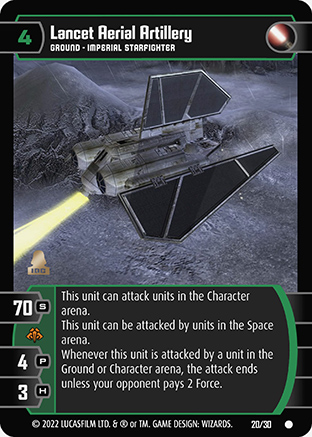 4
Lancet Aerial Artillery
GROUND - IMPERIAL STARFIGHTER
70 S
4 P
3 H
This unit can attack units in the Character
arena.
This unit can be attacked by units in the Space
arena.
Whenever this unit is attacked by a unit in the
Ground or Character arena, the attack ends
unless your opponent pays 2 Force.
© 2022 LUCASFILM LTD. & ® or TM. GAME DESIGN: WIZARDS. 20/30